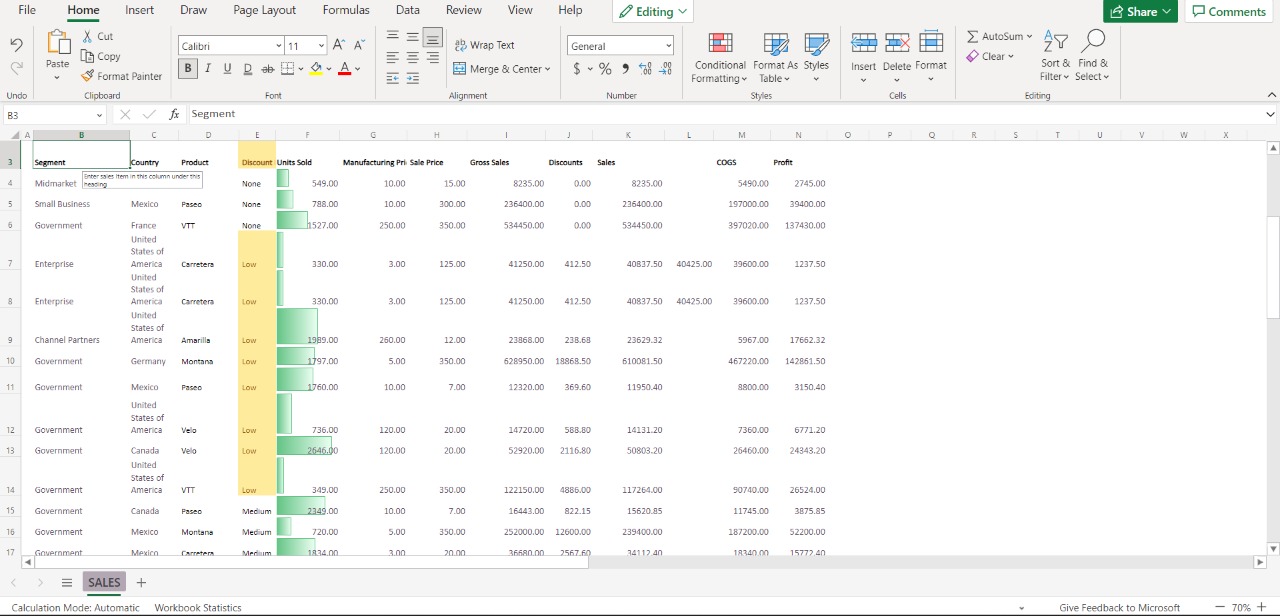 File Home Insert Draw Page Layout Formulas Data Review View Help Editing Share Comments
Cut
Copy
Format Painter
Paste
Undo
Clipboard
Calibri 11
B I U D ab
Font
Wrap Text
Merge & Center
Alignment
General
$ % 9 .00 .00
Number
Conditional Formatting
Format As Table
Styles
Styles
Insert Delete Format
Cells
AutoSum
Clear
Sort & Filter
Find & Select
Editing
B3 fx Segment
A B C D E F G H I J K L M N O P Q R S T U V W X
3 Segment Country Product Discount Units Sold Manufacturing Pri Sale Price Gross Sales Discounts Sales COGS Profit
Enter sales item in this column under this
heading
4 Midmarket None 549.00 10.00 15.00 8235.00 0.00 8235.00 5490.00 2745.00
5 Small Business Mexico Paseo None 788.00 10.00 300.00 236400.00 0.00 236400.00 197000.00 39400.00
6 Government France VTT None 1527.00 250.00 350.00 534450.00 0.00 534450.00 397020.00 137430.00
United
States of
7 Enterprise America Carretera Low 330.00 3.00 125.00 41250.00 412.50 40837.50 40425.00 39600.00 1237.50
United
States of
8 Enterprise America Carretera Low 330.00 3.00 125.00 41250.00 412.50 40837.50 40425.00 39600.00 1237.50
United
States of
9 Channel Partners America Amarilla Low 1989.00 260.00 12.00 23868.00 238.68 23629.32 5967.00 17662.32
10 Government Germany Montana Low 1797.00 5.00 350.00 628950.00 18868.50 610081.50 467220.00 142861.50
11 Government Mexico Paseo Low 1760.00 10.00 7.00 12320.00 369.60 11950.40 8800.00 3150.40
United
States of
12 Government America Velo Low 736.00 120.00 20.00 14720.00 588.80 14131.20 7360.00 6771.20
13 Government Canada Velo Low 2646.00 120.00 20.00 52920.00 2116.80 50803.20 26460.00 24343.20
United
States of
14 Government America VTT Low 349.00 250.00 350.00 122150.00 4886.00 117264.00 90740.00 26524.00
15 Government Canada Paseo Medium 2349.00 10.00 7.00 16443.00 822.15 15620.85 11745.00 3875.85
16 Government Mexico Montana Medium 720.00 5.00 350.00 252000.00 12600.00 239400.00 187200.00 52200.00
17 Government Mexico Carretera Medium 1834.00 3.00 20.00 36680.00 2567.60 34112.40 18340.00 15772.40
SALES
Calculation Mode: Automatic Workbook Statistics Give Feedback to Microsoft 70%